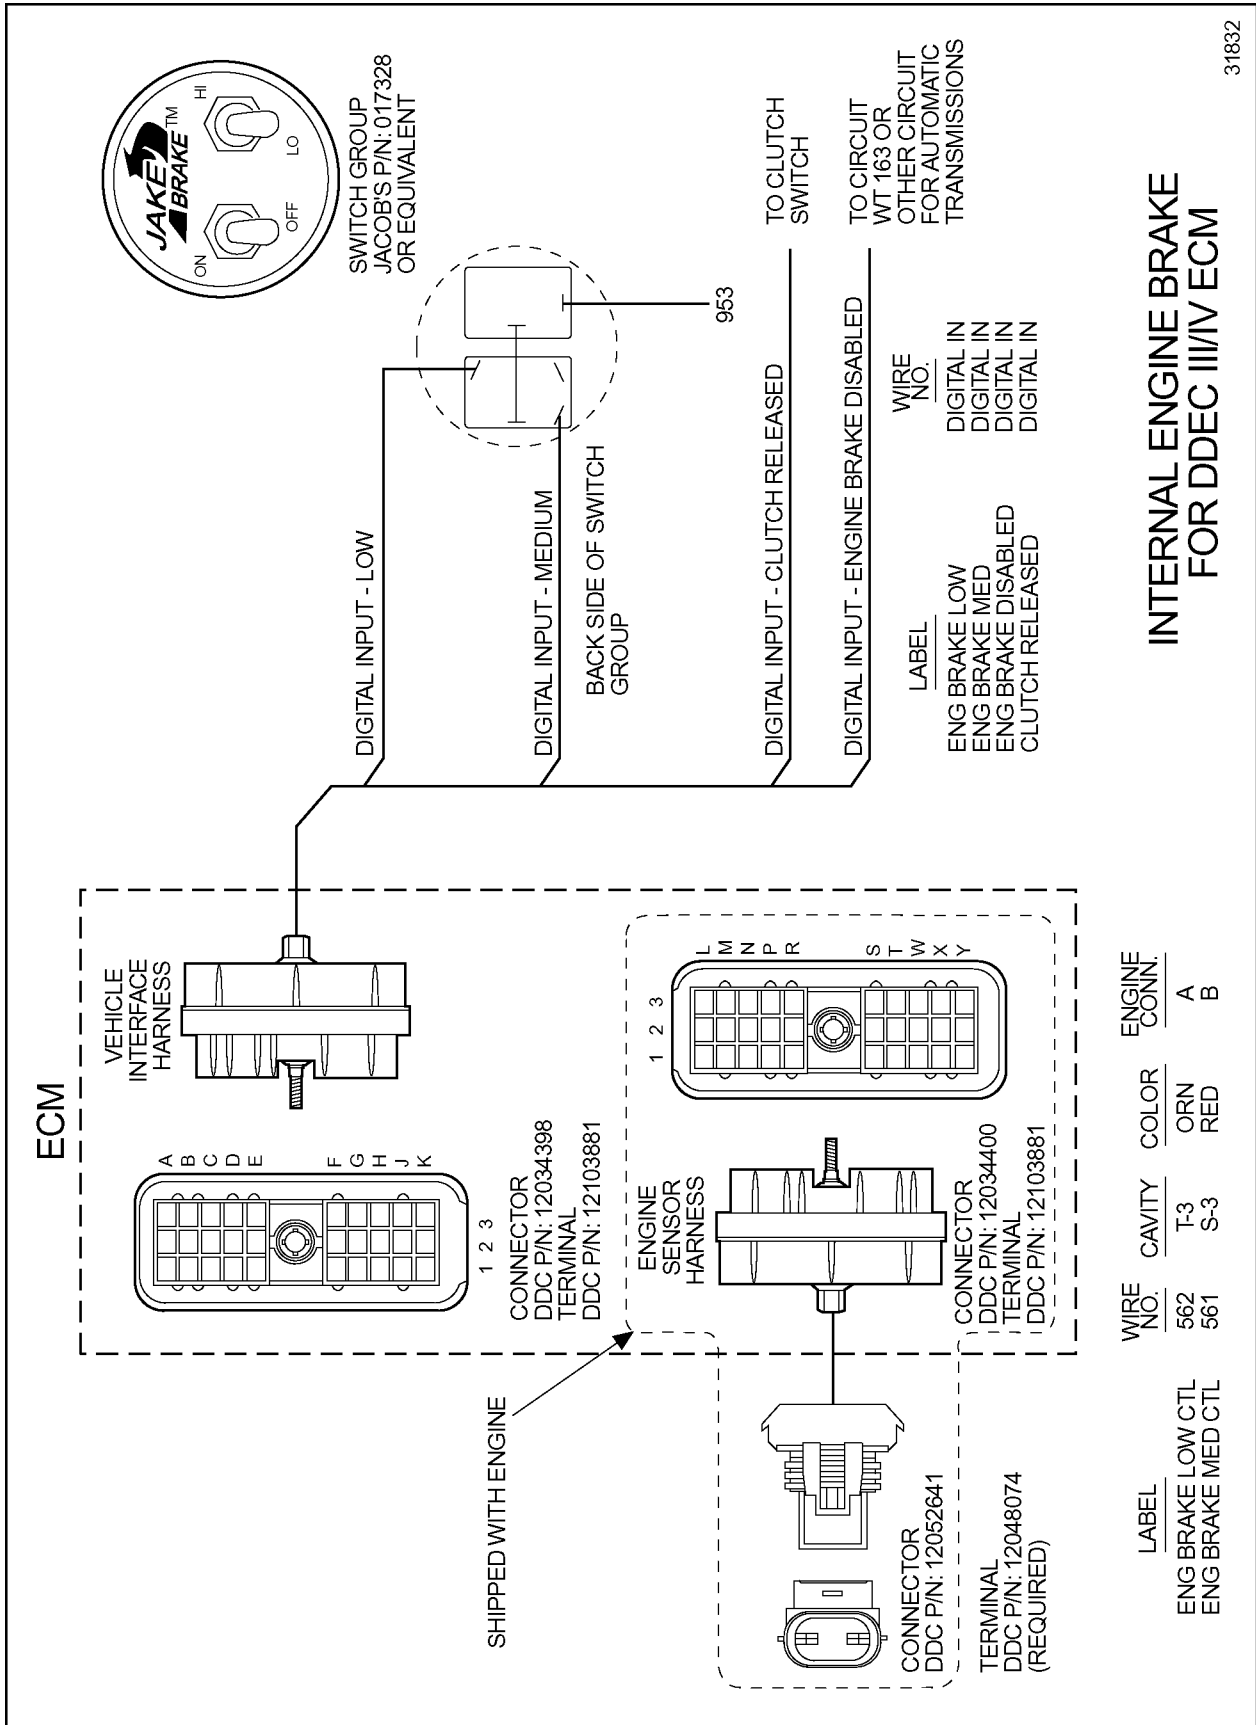 ECM
VEHICLE
INTERFACE
HARNESS
A
B
C
D
E
F
G
H
J
K
1 2 3
CONNECTOR
DDC P/N: 12034398
TERMINAL
DDC P/N: 12103881
SHIPPED WITH ENGINE
ENGINE
SENSOR
HARNESS
1 2 3
L
M
N
P
R
S
T
W
X
Y
CONNECTOR
DDC P/N: 12034400
TERMINAL
DDC P/N: 12103881
CONNECTOR
DDC P/N: 12052641
TERMINAL
DDC P/N: 12048074
(REQUIRED)
JAKE
BRAKE™
ON
OFF
HI
LO
SWITCH GROUP
JACOB'S P/N: 017328
OR EQUIVALENT
DIGITAL INPUT - LOW
DIGITAL INPUT - MEDIUM
BACK SIDE OF SWITCH
GROUP
953
DIGITAL INPUT - CLUTCH RELEASED
TO CLUTCH
SWITCH
DIGITAL INPUT - ENGINE BRAKE DISABLED
TO CIRCUIT
WT 163 OR
OTHER CIRCUIT
FOR AUTOMATIC
TRANSMISSIONS
LABEL WIRE NO.
ENG BRAKE LOW DIGITAL IN
ENG BRAKE MED DIGITAL IN
ENG BRAKE DISABLED DIGITAL IN
CLUTCH RELEASED DIGITAL IN
LABEL WIRE NO. CAVITY COLOR ENGINE CONN.
ENG BRAKE LOW CTL 562 T-3 ORN A
ENG BRAKE MED CTL 561 S-3 RED B
INTERNAL ENGINE BRAKE
FOR DDEC III/IV ECM
31832